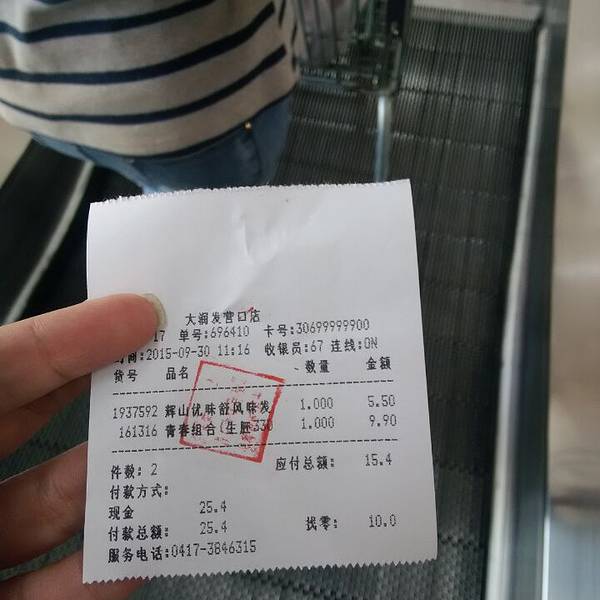 大润发营口店
17 单号:696410 卡号:30699999900
时间:2015-09-30 11:16 收银员:67 连线:ON
货号 品名 数量 金额
1937592 辉山优味舒风味发 1.000 5.50
161316 青春组合(生胚330 1.000 9.90
件数: 2 应付总额: 15.4
付款方式:
现金 25.4
付款总额: 25.4 找零: 10.0
服务电话:0417-3846315